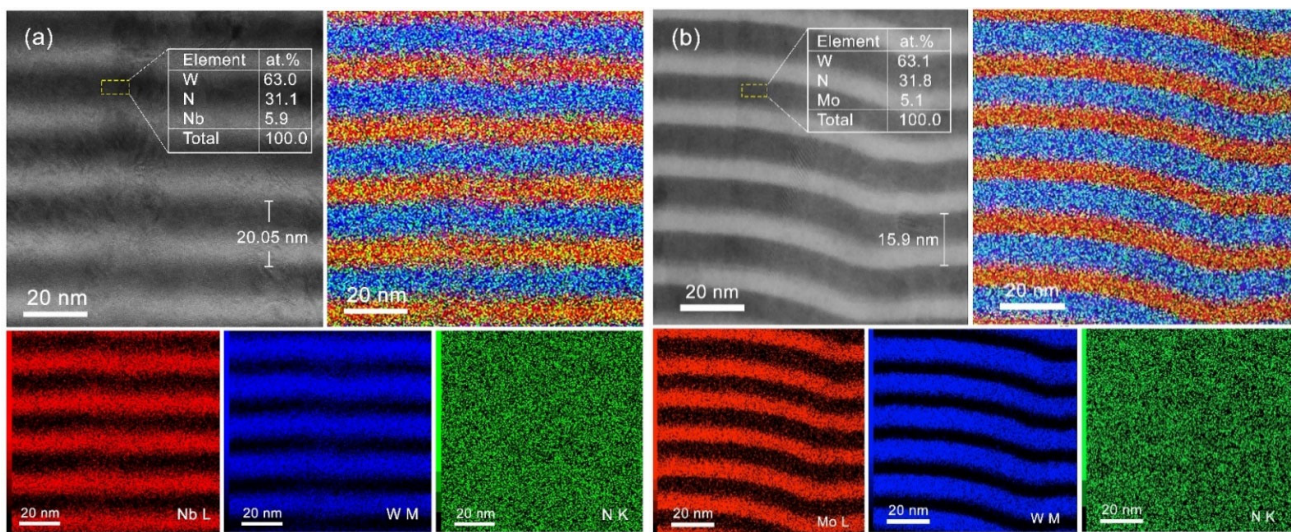 (a)
Element at.%
W 63.0
N 31.1
Nb 5.9
Total 100.0
20.05 nm
20 nm
20 nm
(b)
Element at.%
W 63.1
N 31.8
Mo 5.1
Total 100.0
15.9 nm
20 nm
20 nm
20 nm
Nb L
20 nm
W M
20 nm
N K
20 nm
Mo L
20 nm
W M
20 nm
N K